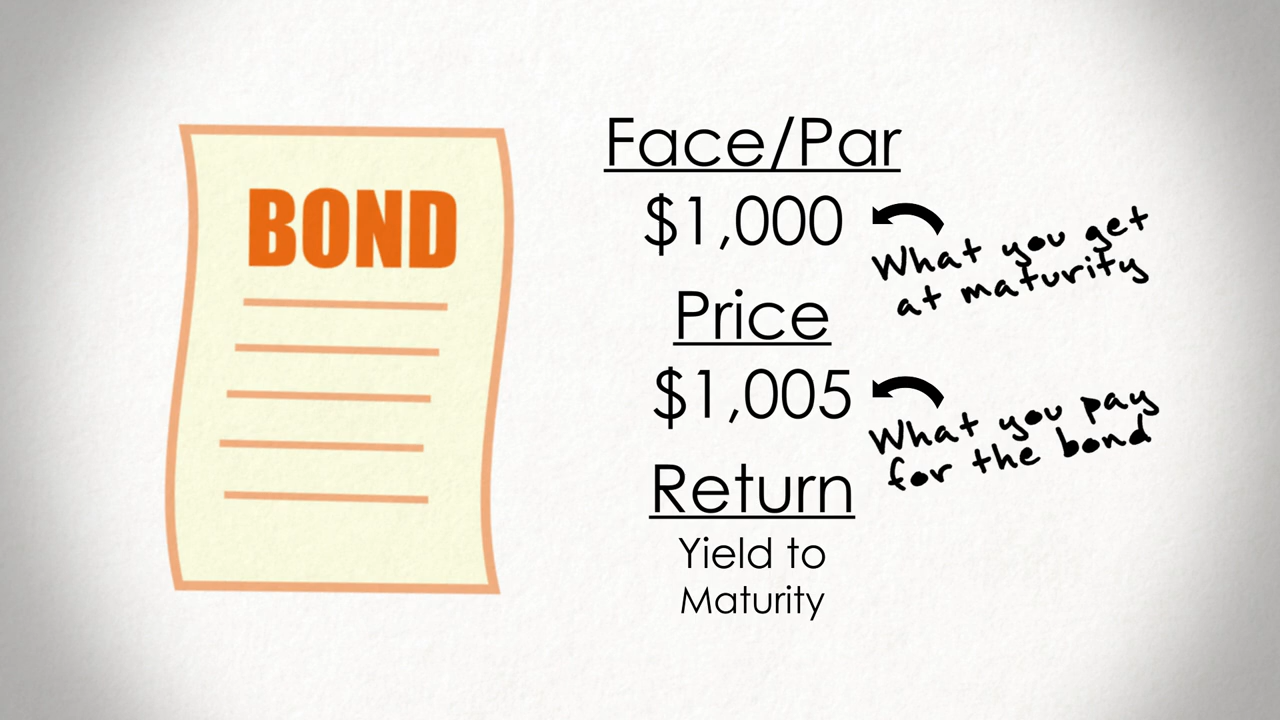 BOND
Face/Par
$1,000
What you get
at maturity
Price
$1,005
What you pay
for the bond
Return
Yield to
Maturity